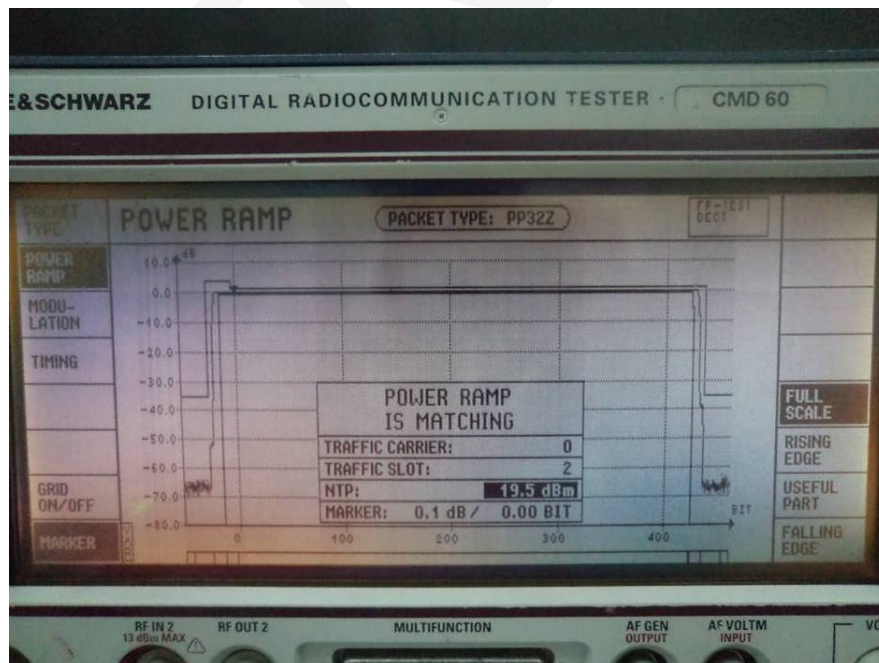 E&SCHWARZ DIGITAL RADIOCOMMUNICATION TESTER · CMD 60
PACKET
TYPE
POWER RAMP
PACKET TYPE: PP32Z
FP-TEST
DECT
POWER
RAMP
MODU-
LATION
TIMING
GRID
ON/OFF
MARKER
dB
10.0
0.0
-10.0
-20.0
-30.0
-40.0
-50.0
-60.0
-70.0
-80.0
POWER RAMP
IS MATCHING
TRAFFIC CARRIER: 0
TRAFFIC SLOT: 2
NTP: 19.5 dBm
MARKER: 0.1 dB / 0.00 BIT
0 100 200 300 400
BIT
FULL
SCALE
RISING
EDGE
USEFUL
PART
FALLING
EDGE
RF IN 2
13 dBm MAX
RF OUT 2
MULTIFUNCTION
AF GEN
OUTPUT
AF VOLTM
INPUT
VO